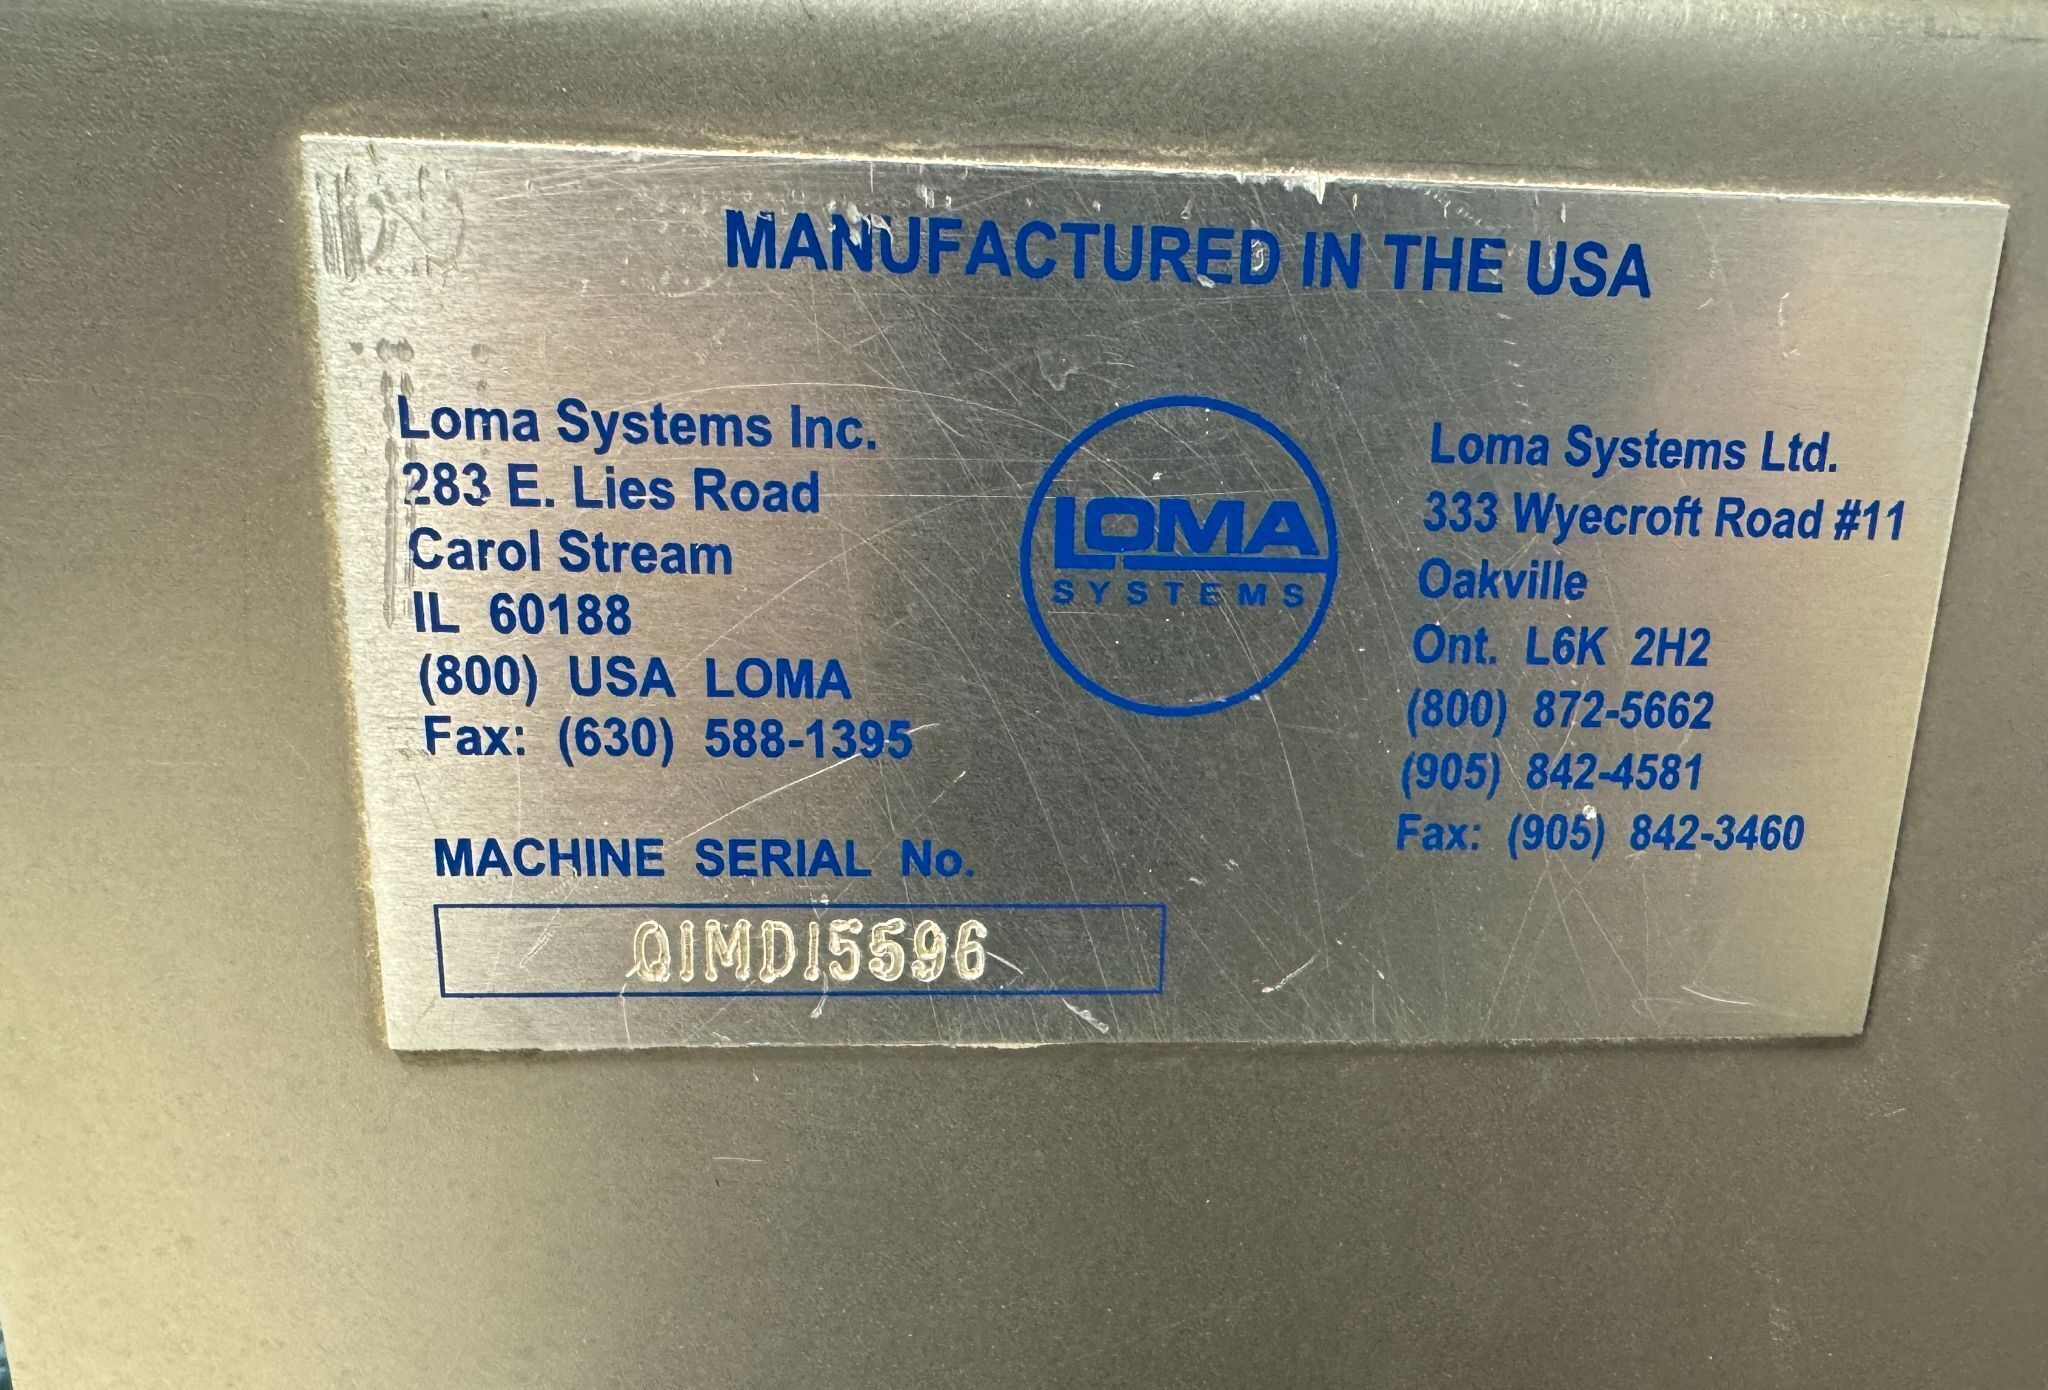 MANUFACTURED IN THE USA
Loma Systems Inc.
283 E. Lies Road
Carol Stream
IL 60188
(800) USA LOMA
Fax: (630) 588-1395
LOMA
SYSTEMS
Loma Systems Ltd.
333 Wyecroft Road #11
Oakville
Ont. L6K 2H2
(800) 872-5662
(905) 842-4581
Fax: (905) 842-3460
MACHINE SERIAL No.
QIMDI5596